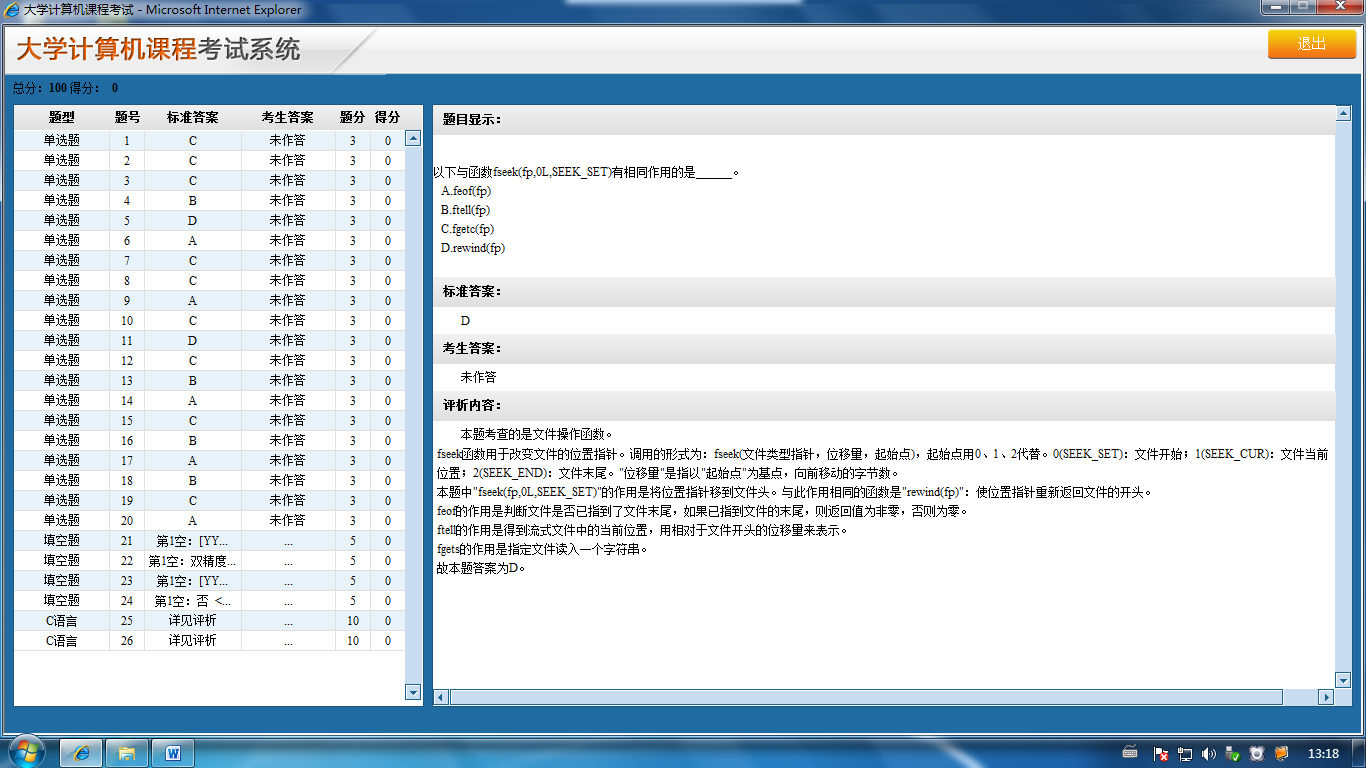 大学计算机课程考试 - Microsoft Internet Explorer
大学计算机课程考试系统
退出
总分：100 得分： 0
题型 题号 标准答案 考生答案 题分 得分
单选题 1 C 未作答 3 0
单选题 2 C 未作答 3 0
单选题 3 C 未作答 3 0
单选题 4 B 未作答 3 0
单选题 5 D 未作答 3 0
单选题 6 A 未作答 3 0
单选题 7 C 未作答 3 0
单选题 8 C 未作答 3 0
单选题 9 A 未作答 3 0
单选题 10 C 未作答 3 0
单选题 11 D 未作答 3 0
单选题 12 C 未作答 3 0
单选题 13 B 未作答 3 0
单选题 14 A 未作答 3 0
单选题 15 C 未作答 3 0
单选题 16 B 未作答 3 0
单选题 17 A 未作答 3 0
单选题 18 B 未作答 3 0
单选题 19 C 未作答 3 0
单选题 20 A 未作答 3 0
填空题 21 第1空：[YY... ... 5 0
填空题 22 第1空：双精度... ... 5 0
填空题 23 第1空：[YY... ... 5 0
填空题 24 第1空：否 <... ... 5 0
C语言 25 详见评析 ... 10 0
C语言 26 详见评析 ... 10 0
题目显示：
以下与函数fseek(fp,0L,SEEK_SET)有相同作用的是______。
A.feof(fp)
B.ftell(fp)
C.fgetc(fp)
D.rewind(fp)
标准答案：
D
考生答案：
未作答
评析内容：
本题考查的是文件操作函数。
fseek函数用于改变文件的位置指针。调用的形式为：fseek(文件类型指针，位移量，起始点)，起始点用0、1、2代替。0(SEEK_SET)：文件开始；1(SEEK_CUR)：文件当前
位置；2(SEEK_END)：文件末尾。"位移量"是指以"起始点"为基点，向前移动的字节数。
本题中"fseek(fp,0L,SEEK_SET)"的作用是将位置指针移到文件头。与此作用相同的函数是"rewind(fp)"：使位置指针重新返回文件的开头。
feof的作用是判断文件是否已指到了文件末尾，如果已指到文件的末尾，则返回值为非零，否则为零。
ftell的作用是得到流式文件中的当前位置，用相对于文件开头的位移量来表示。
fgets的作用是指定文件读入一个字符串。
故本题答案为D。
13:18